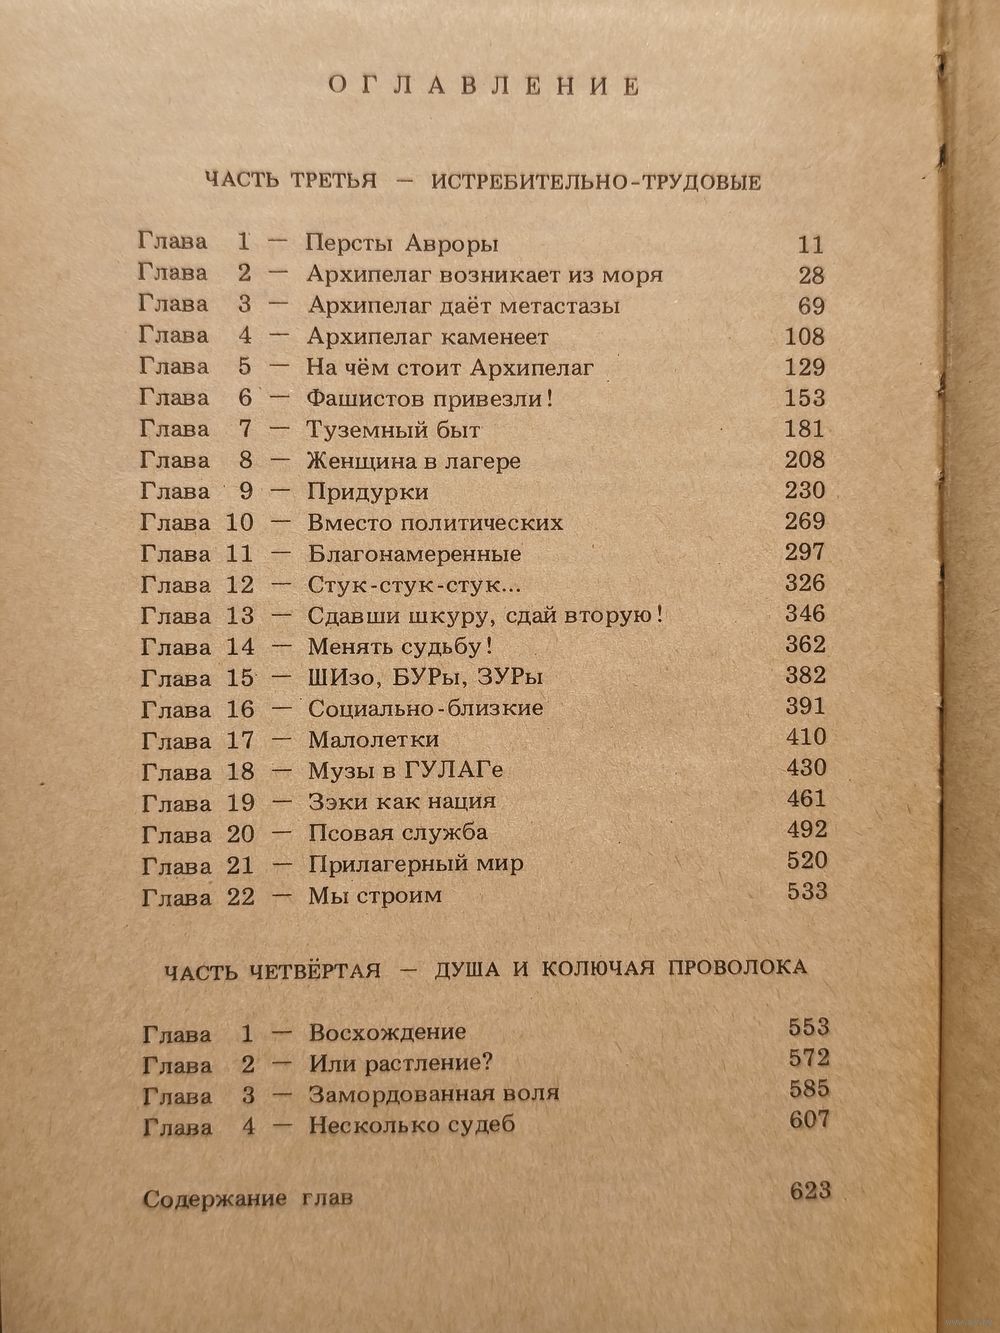 ОГЛАВЛЕНИЕ
ЧАСТЬ ТРЕТЬЯ — ИСТРЕБИТЕЛЬНО-ТРУДОВЫЕ
Глава 1 — Персты Авроры 11
Глава 2 — Архипелаг возникает из моря 28
Глава 3 — Архипелаг даёт метастазы 69
Глава 4 — Архипелаг каменеет 108
Глава 5 — На чём стоит Архипелаг 129
Глава 6 — Фашистов привезли! 153
Глава 7 — Туземный быт 181
Глава 8 — Женщина в лагере 208
Глава 9 — Придурки 230
Глава 10 — Вместо политических 269
Глава 11 — Благонамеренные 297
Глава 12 — Стук-стук-стук... 326
Глава 13 — Сдавши шкуру, сдай вторую! 346
Глава 14 — Менять судьбу! 362
Глава 15 — ШИзо, БУРы, ЗУРы 382
Глава 16 — Социально-близкие 391
Глава 17 — Малолетки 410
Глава 18 — Музы в ГУЛАГе 430
Глава 19 — Зэки как нация 461
Глава 20 — Псовая служба 492
Глава 21 — Прилагерный мир 520
Глава 22 — Мы строим 533
ЧАСТЬ ЧЕТВЁРТАЯ — ДУША И КОЛЮЧАЯ ПРОВОЛОКА
Глава 1 — Восхождение 553
Глава 2 — Или растление? 572
Глава 3 — Замордованная воля 585
Глава 4 — Несколько судеб 607
Содержание глав 623